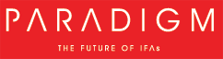 PARADIGM
THE FUTURE OF IFAs